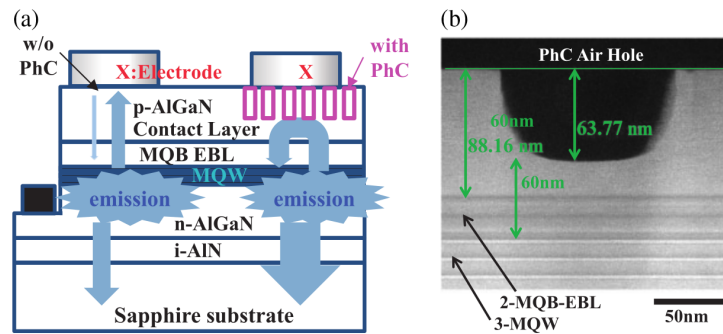 (a)
w/o
PhC
X:Electrode
X
with
PhC
p-AlGaN
Contact Layer
MQB EBL
MQW
emission
emission
n-AlGaN
i-AlN
Sapphire substrate
(b)
PhC Air Hole
60nm
88.16 nm
63.77 nm
60nm
2-MQB-EBL
3-MQW
50nm